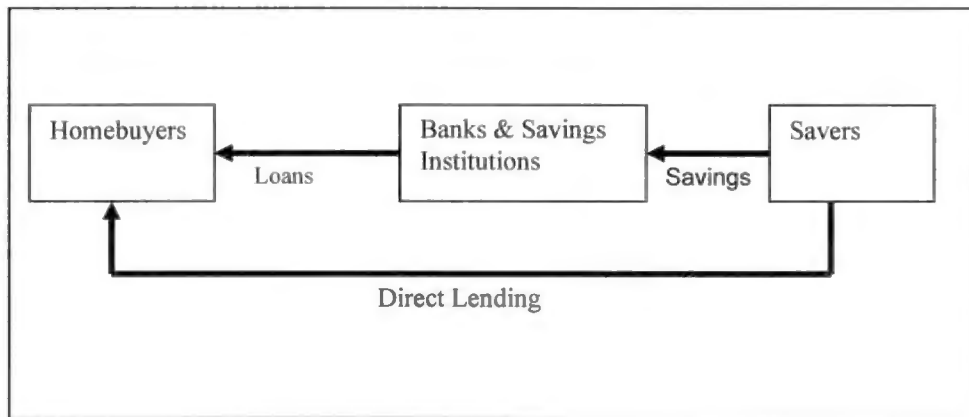 Homebuyers
Banks & Savings
Institutions
Savers
Loans
Savings
Direct Lending